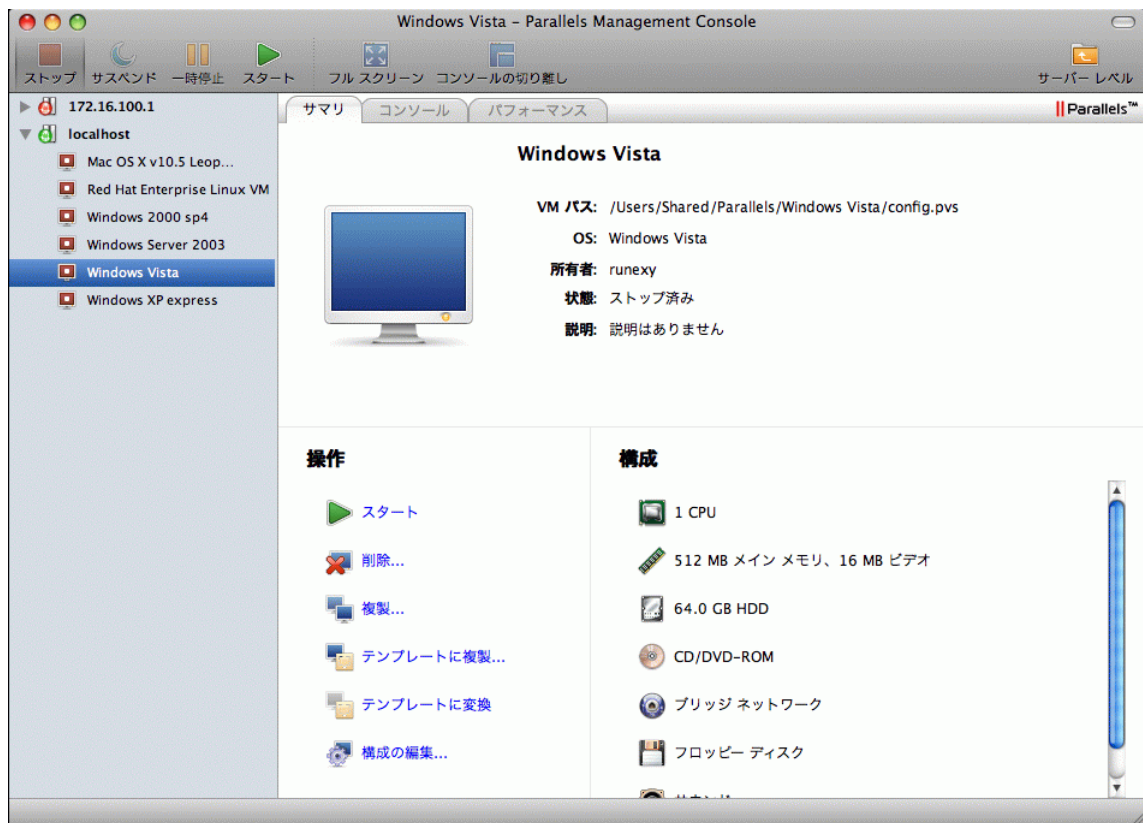 Windows Vista – Parallels Management Console
ストップ サスペンド 一時停止 スタート フル スクリーン コンソールの切り離し サーバー レベル
172.16.100.1
localhost
Mac OS X v10.5 Leop...
Red Hat Enterprise Linux VM
Windows 2000 sp4
Windows Server 2003
Windows Vista
Windows XP express
サマリ コンソール パフォーマンス
Parallels™
Windows Vista
VM パス: /Users/Shared/Parallels/Windows Vista/config.pvs
OS: Windows Vista
所有者: runexy
状態: ストップ済み
説明: 説明はありません
操作
スタート
削除...
複製...
テンプレートに複製...
テンプレートに変換
構成の編集...
構成
1 CPU
512 MB メイン メモリ、16 MB ビデオ
64.0 GB HDD
CD/DVD-ROM
ブリッジ ネットワーク
フロッピー ディスク